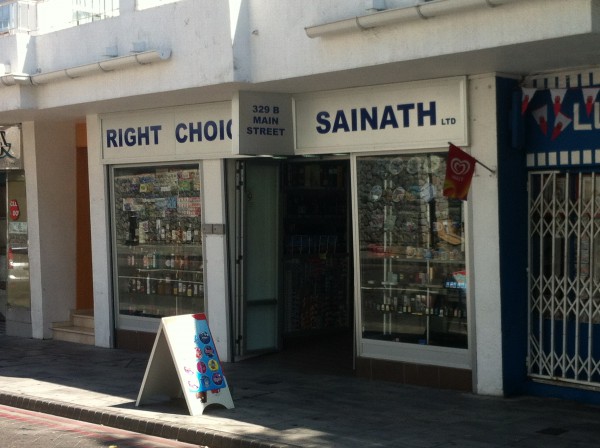 RIGHT CHOIC
329 B
MAIN
STREET
SAINATH LTD